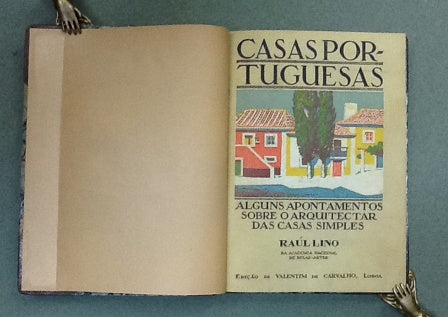 CASAS POR-
TUGUESAS
ALGUNS APONTAMENTOS
SOBRE O ARQUITECTAR
DAS CASAS SIMPLES
RAÚL LINO
DA ACADEMIA NACIONAL
DE BELAS-ARTES
EDIÇÃO DE VALENTIM DE CARVALHO, LISBOA